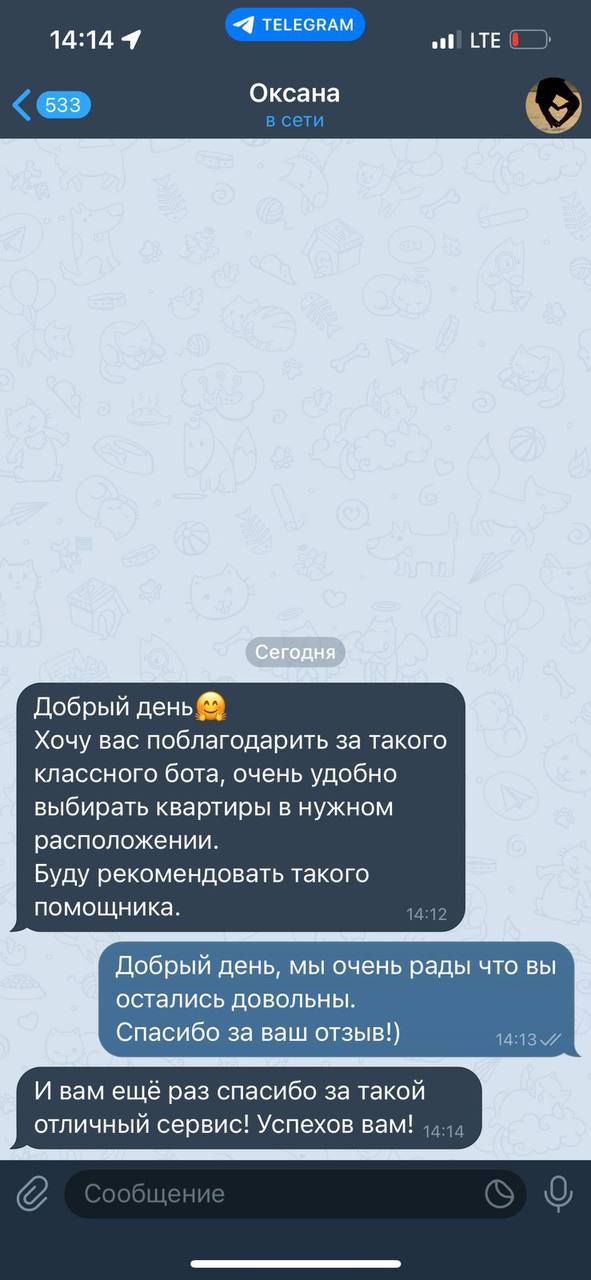 14:14
TELEGRAM
LTE
533
Оксана
в сети
Сегодня
Добрый день🤗
Хочу вас поблагодарить за такого
классного бота, очень удобно
выбирать квартиры в нужном
расположении.
Буду рекомендовать такого
помощника.
14:12
Добрый день, мы очень рады что вы
остались довольны.
Спасибо за ваш отзыв!)
14:13
И вам ещё раз спасибо за такой
отличный сервис! Успехов вам!
14:14
Сообщение